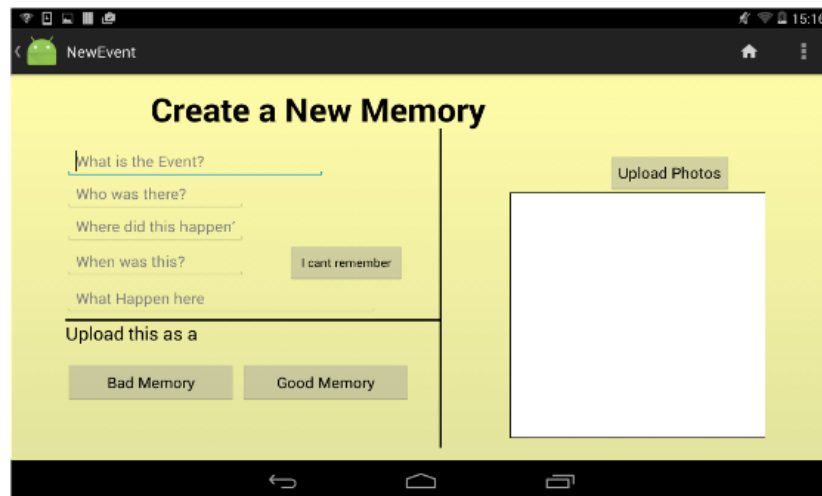 15:16
NewEvent
Create a New Memory
What is the Event?
Who was there?
Where did this happen
When was this?
I cant remember
What Happen here
Upload this as a
Bad Memory
Good Memory
Upload Photos